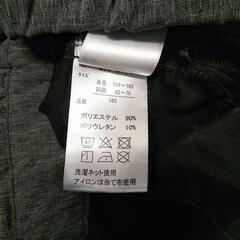 サイズ
身長 155~165
胴囲 62~70
品質 160
ポリエステル 90%
ポリウレタン 10%
洗濯ネット使用
アイロンは当て布使用